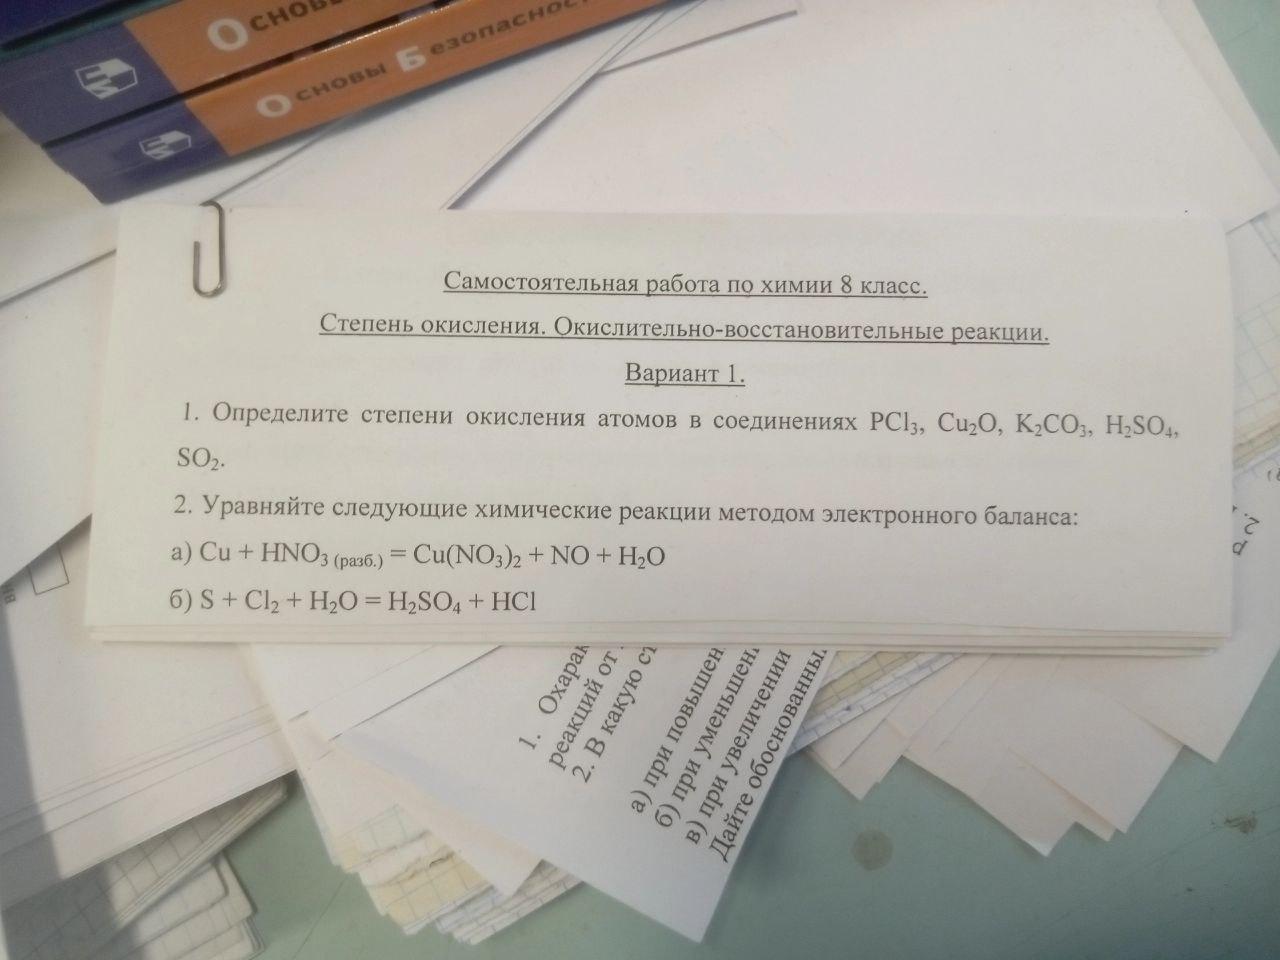 Основы Безопаснос
Самостоятельная работа по химии 8 класс.
Степень окисления. Окислительно-восстановительные реакции.
Вариант 1.
1. Определите степени окисления атомов в соединениях PCl₃, Cu₂O, K₂CO₃, H₂SO₄,
SO₂.
2. Уравняйте следующие химические реакции методом электронного баланса:
а) Cu + HNO₃ (разб.) = Cu(NO₃)₂ + NO + H₂O
б) S + Cl₂ + H₂O = H₂SO₄ + HCl
1. Охарак
реакций от
2. В какую ст
а) при повышен
б) при уменьшен
в) при увеличении
Дайте обоснованны